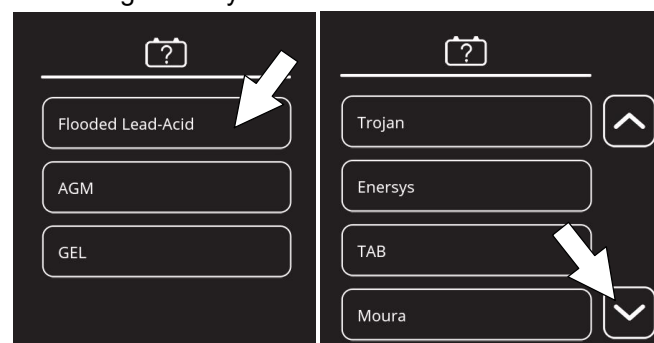 ?
Flooded Lead-Acid
AGM
GEL
?
Trojan
Enersys
TAB
Moura